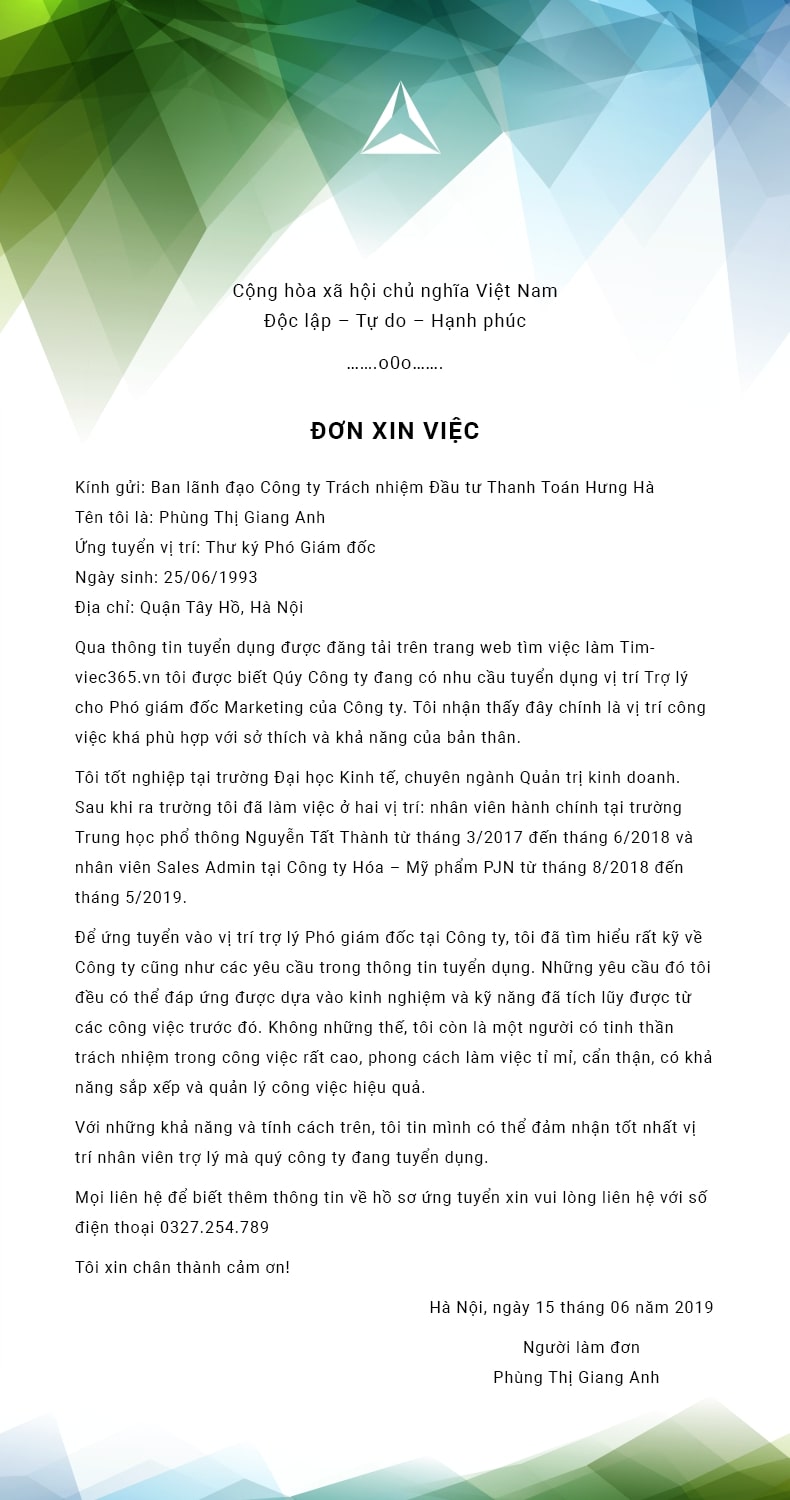 Cộng hòa xã hội chủ nghĩa Việt Nam
Độc lập – Tự do – Hạnh phúc
.......o0o.......
ĐƠN XIN VIỆC
Kính gửi: Ban lãnh đạo Công ty Trách nhiệm Đầu tư Thanh Toán Hưng Hà
Tên tôi là: Phùng Thị Giang Anh
Ứng tuyển vị trí: Thư ký Phó Giám đốc
Ngày sinh: 25/06/1993
Địa chỉ: Quận Tây Hồ, Hà Nội
Qua thông tin tuyển dụng được đăng tải trên trang web tìm việc làm Tim-
viec365.vn tôi được biết Qúy Công ty đang có nhu cầu tuyển dụng vị trí Trợ lý
cho Phó giám đốc Marketing của Công ty. Tôi nhận thấy đây chính là vị trí công
việc khá phù hợp với sở thích và khả năng của bản thân.
Tôi tốt nghiệp tại trường Đại học Kinh tế, chuyên ngành Quản trị kinh doanh.
Sau khi ra trường tôi đã làm việc ở hai vị trí: nhân viên hành chính tại trường
Trung học phổ thông Nguyễn Tất Thành từ tháng 3/2017 đến tháng 6/2018 và
nhân viên Sales Admin tại Công ty Hóa – Mỹ phẩm PJN từ tháng 8/2018 đến
tháng 5/2019.
Để ứng tuyển vào vị trí trợ lý Phó giám đốc tại Công ty, tôi đã tìm hiểu rất kỹ về
Công ty cũng như các yêu cầu trong thông tin tuyển dụng. Những yêu cầu đó tôi
đều có thể đáp ứng được dựa vào kinh nghiệm và kỹ năng đã tích lũy được từ
các công việc trước đó. Không những thế, tôi còn là một người có tinh thần
trách nhiệm trong công việc rất cao, phong cách làm việc tỉ mỉ, cẩn thận, có khả
năng sắp xếp và quản lý công việc hiệu quả.
Với những khả năng và tính cách trên, tôi tin mình có thể đảm nhận tốt nhất vị
trí nhân viên trợ lý mà quý công ty đang tuyển dụng.
Mọi liên hệ để biết thêm thông tin về hồ sơ ứng tuyển xin vui lòng liên hệ với số
điện thoại 0327.254.789
Tôi xin chân thành cảm ơn!
Hà Nội, ngày 15 tháng 06 năm 2019
Người làm đơn
Phùng Thị Giang Anh